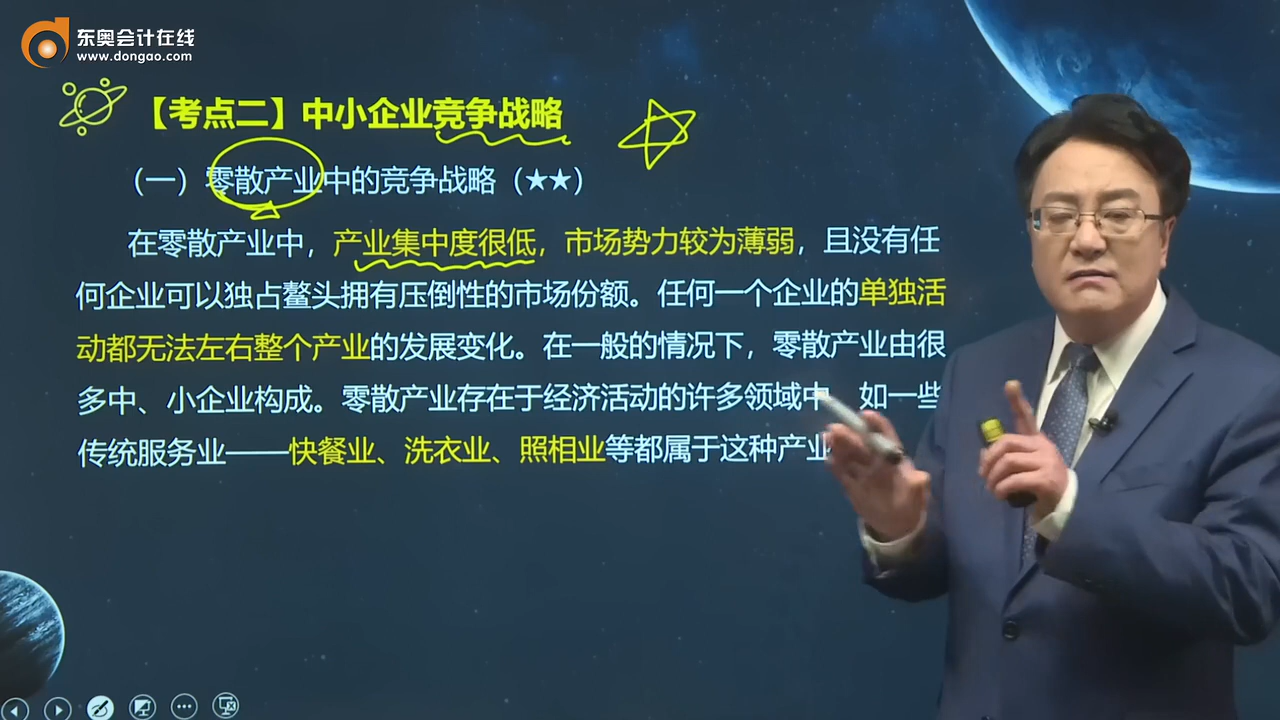 东奥会计在线
www.dongao.com
【考点二】中小企业竞争战略
（一）零散产业中的竞争战略（★★）
在零散产业中，产业集中度很低，市场势力较为薄弱，且没有任
何企业可以独占鳌头拥有压倒性的市场份额。任何一个企业的单独活
动都无法左右整个产业的发展变化。在一般的情况下，零散产业由很
多中、小企业构成。零散产业存在于经济活动的许多领域中，如一些
传统服务业——快餐业、洗衣业、照相业等都属于这种产业